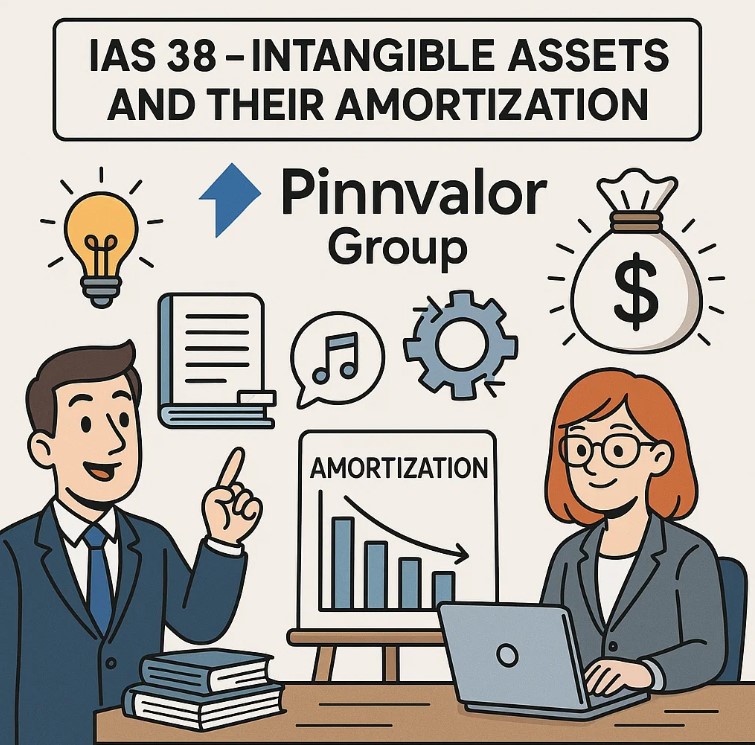 IAS 38 – INTANGIBLE ASSETS
AND THEIR AMORTIZATION
Pinnvalor
Group
$
AMORTIZATION